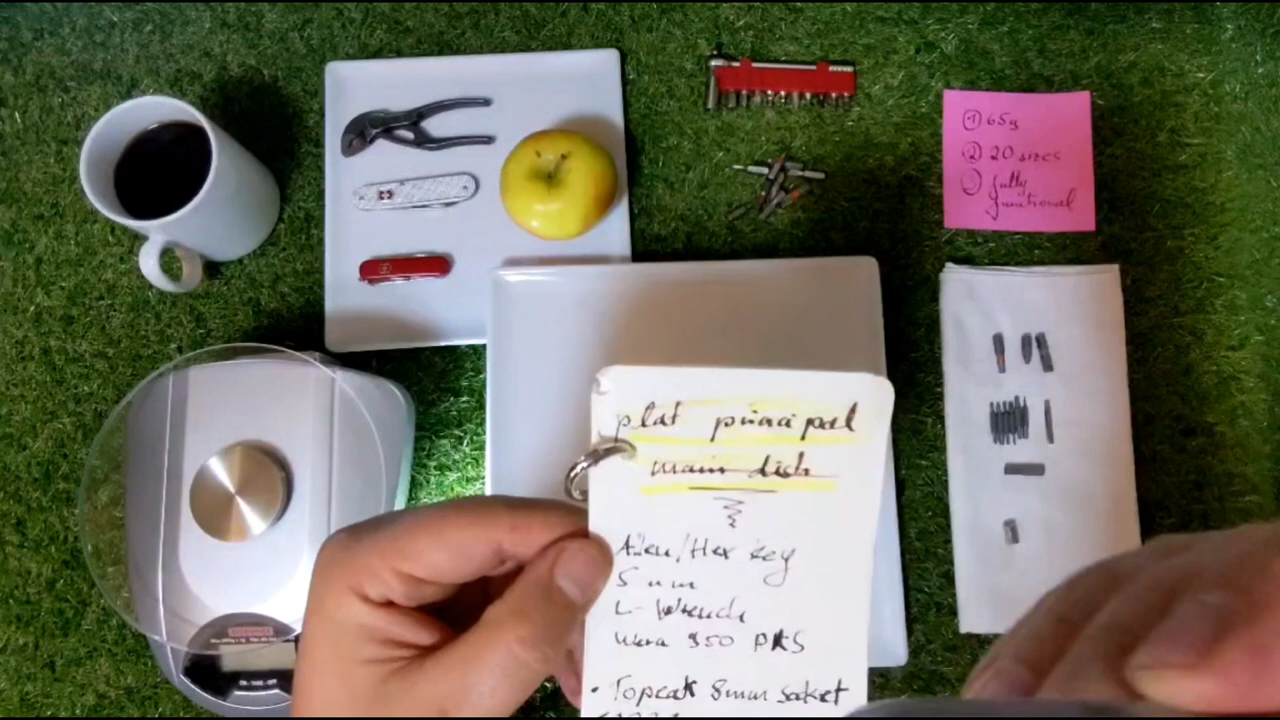 ① 65g
② 20 sizes
③ fully
functional
plat principal
main dish
Allen/Hex key
5 mm
L-Wrench
Wera 950 PKS
• Topeak 8mm socket